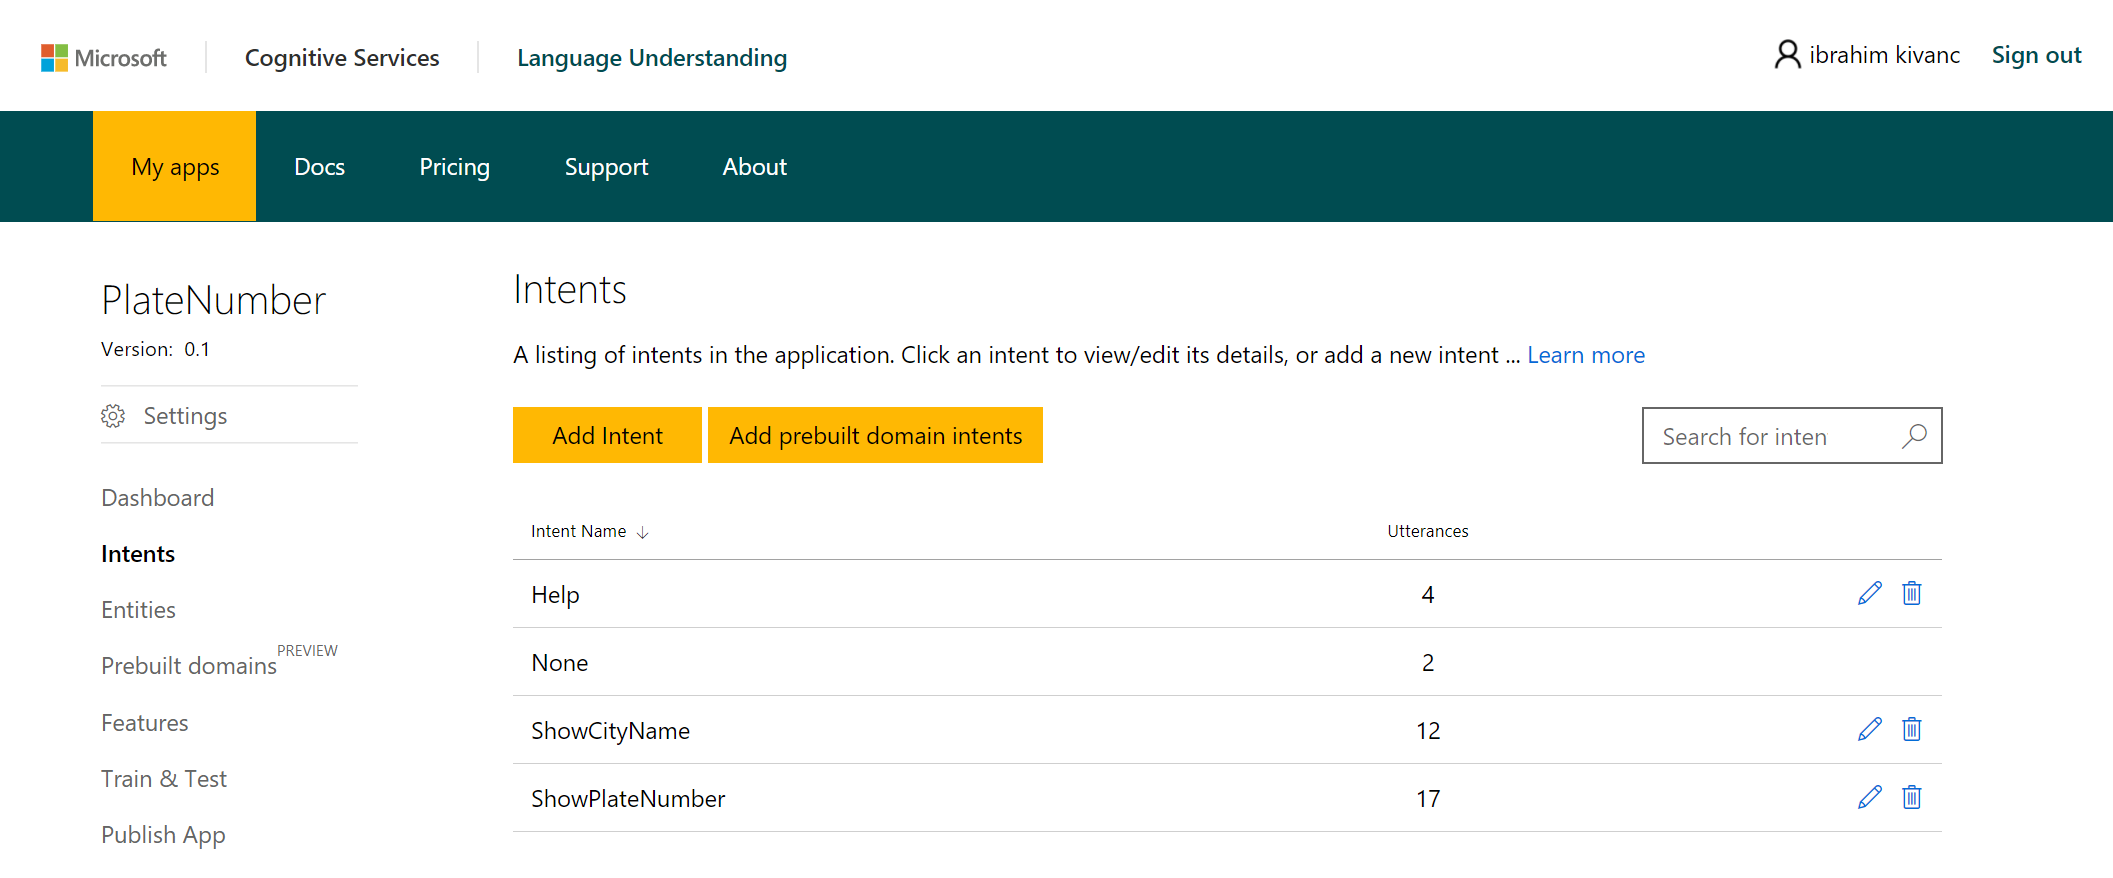 Microsoft
Cognitive Services
Language Understanding
ibrahim kivanc
Sign out
My apps
Docs
Pricing
Support
About
PlateNumber
Version: 0.1
Settings
Dashboard
Intents
Entities
Prebuilt domains PREVIEW
Features
Train & Test
Publish App
Intents
A listing of intents in the application. Click an intent to view/edit its details, or add a new intent ... Learn more
Add Intent
Add prebuilt domain intents
Search for inten
Intent Name ↓ Utterances
Help 4
None 2
ShowCityName 12
ShowPlateNumber 17